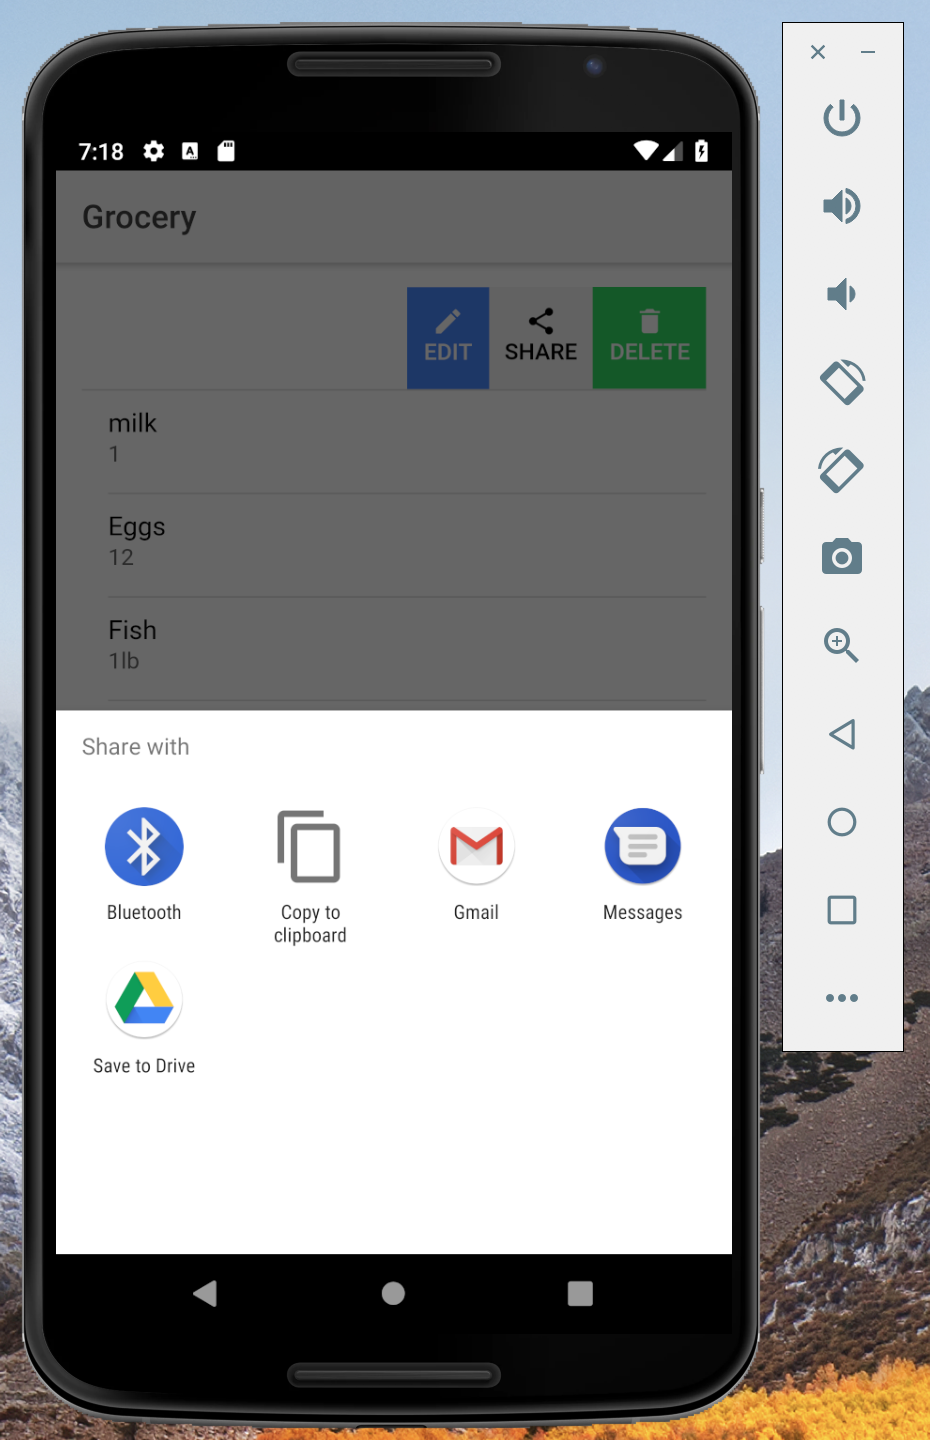 7:18
Grocery
EDIT
SHARE
DELETE
milk
1
Eggs
12
Fish
1lb
Share with
Bluetooth
Copy to
clipboard
Gmail
Messages
Save to Drive